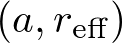 (a, r_eff)